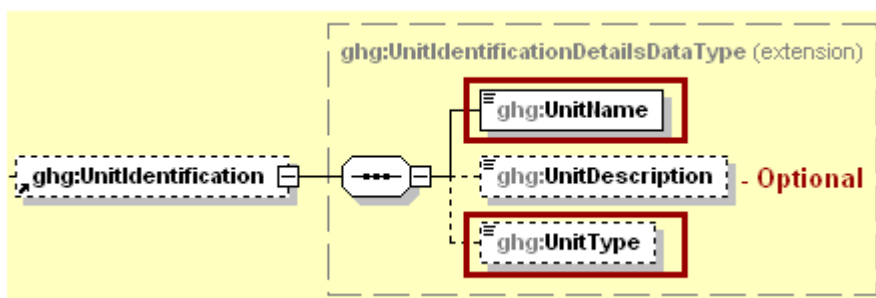 ghg:UnitIdentificationDetailsDataType (extension)
ghg:UnitName
ghg:UnitIdentification
ghg:UnitDescription - Optional
ghg:UnitType